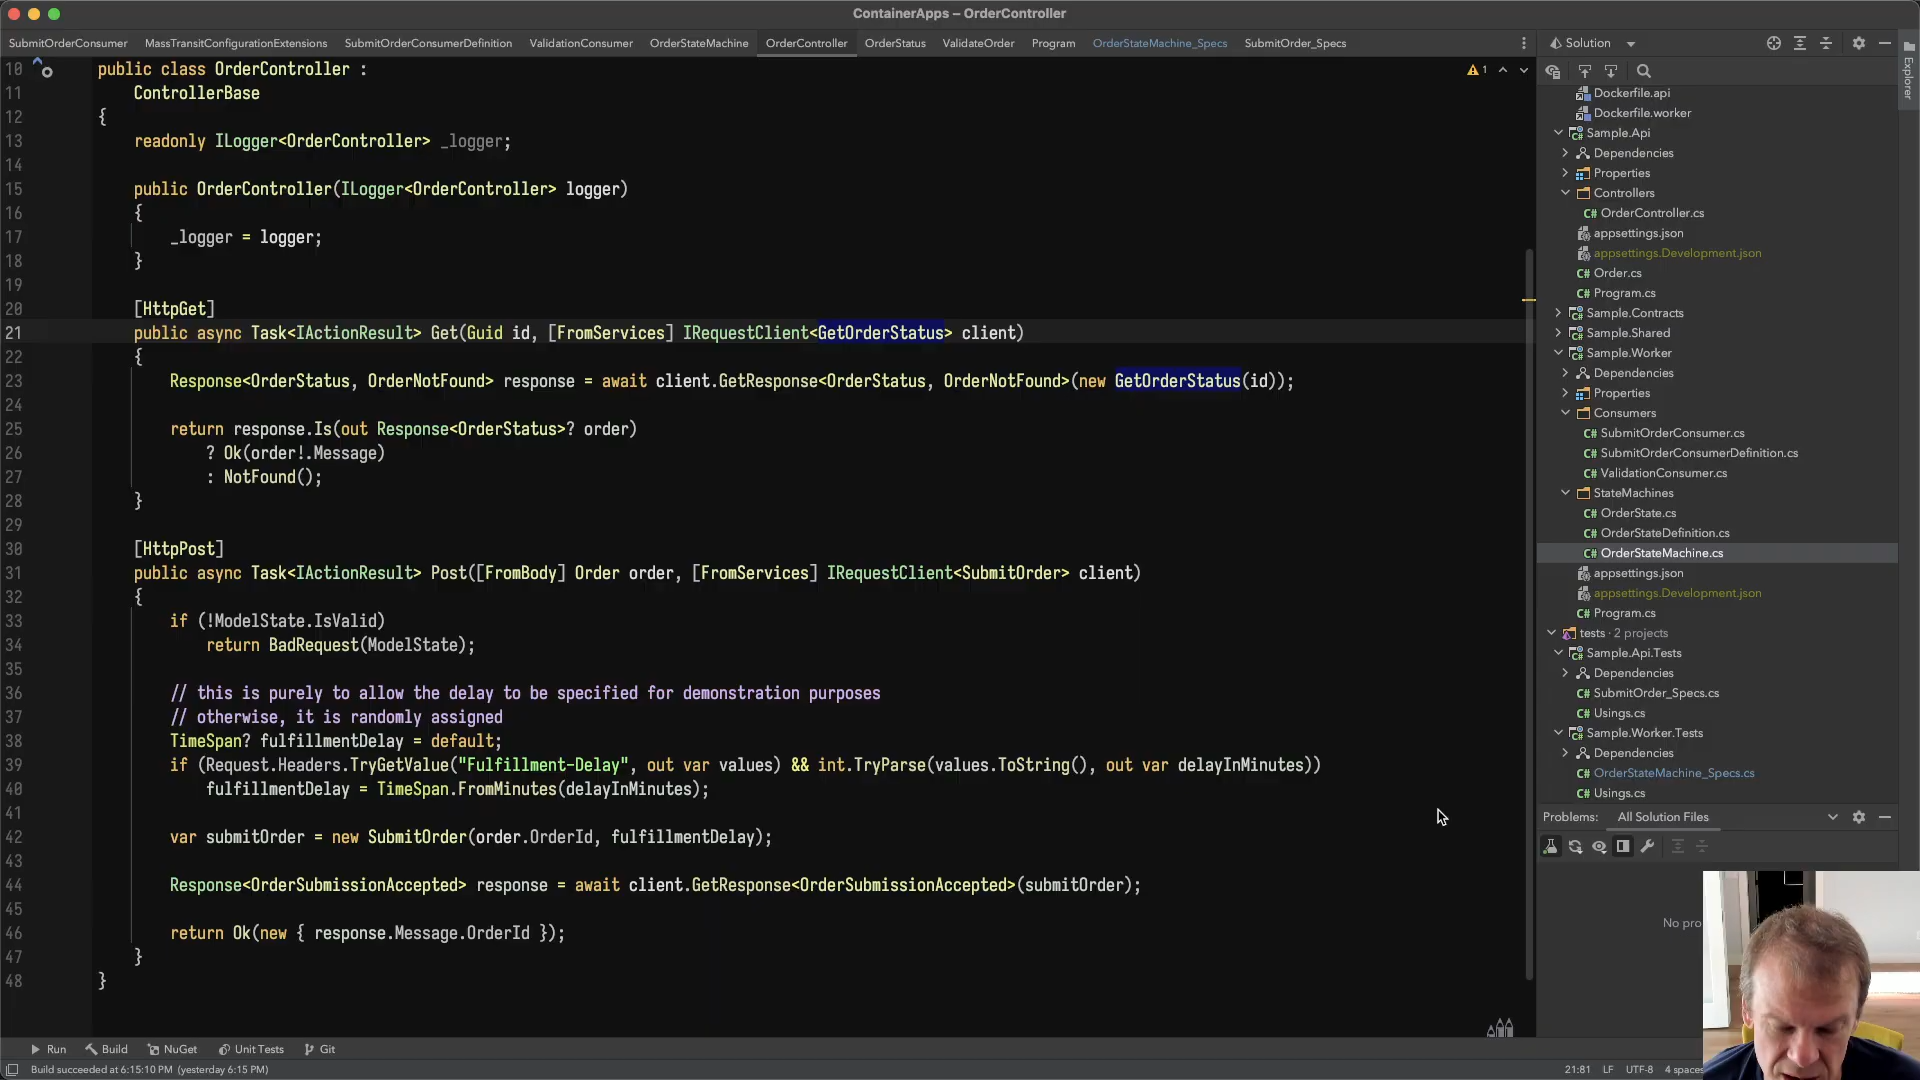 ContainerApps – OrderController
SubmitOrderConsumer MassTransitConfigurationExtensions SubmitOrderConsumerDefinition ValidationConsumer OrderStateMachine OrderController OrderStatus ValidateOrder Program OrderStateMachine_Specs SubmitOrder_Specs
Solution
10 public class OrderController :
11 ControllerBase
12 {
13 readonly ILogger<OrderController> _logger;
14
15 public OrderController(ILogger<OrderController> logger)
16 {
17 _logger = logger;
18 }
19
20 [HttpGet]
21 public async Task<IActionResult> Get(Guid id, [FromServices] IRequestClient<GetOrderStatus> client)
22 {
23 Response<OrderStatus, OrderNotFound> response = await client.GetResponse<OrderStatus, OrderNotFound>(new GetOrderStatus(id));
24
25 return response.Is(out Response<OrderStatus>? order)
26 ? Ok(order!.Message)
27 : NotFound();
28 }
29
30 [HttpPost]
31 public async Task<IActionResult> Post([FromBody] Order order, [FromServices] IRequestClient<SubmitOrder> client)
32 {
33 if (!ModelState.IsValid)
34 return BadRequest(ModelState);
35
36 // this is purely to allow the delay to be specified for demonstration purposes
37 // otherwise, it is randomly assigned
38 TimeSpan? fulfillmentDelay = default;
39 if (Request.Headers.TryGetValue("Fulfillment-Delay", out var values) && int.TryParse(values.ToString(), out var delayInMinutes))
40 fulfillmentDelay = TimeSpan.FromMinutes(delayInMinutes);
41
42 var submitOrder = new SubmitOrder(order.OrderId, fulfillmentDelay);
43
44 Response<OrderSubmissionAccepted> response = await client.GetResponse<OrderSubmissionAccepted>(submitOrder);
45
46 return Ok(new { response.Message.OrderId });
47 }
48 }
1
Dockerfile.api
Dockerfile.worker
Sample.Api
Dependencies
Properties
Controllers
C# OrderController.cs
appsettings.json
appsettings.Development.json
C# Order.cs
C# Program.cs
Sample.Contracts
Sample.Shared
Sample.Worker
Dependencies
Properties
Consumers
C# SubmitOrderConsumer.cs
C# SubmitOrderConsumerDefinition.cs
C# ValidationConsumer.cs
StateMachines
C# OrderState.cs
C# OrderStateDefinition.cs
C# OrderStateMachine.cs
appsettings.json
appsettings.Development.json
C# Program.cs
tests · 2 projects
Sample.Api.Tests
Dependencies
C# SubmitOrder_Specs.cs
C# Usings.cs
Sample.Worker.Tests
Dependencies
C# OrderStateMachine_Specs.cs
C# Usings.cs
Explorer
Problems: All Solution Files
No pro
Run Build NuGet Unit Tests Git
Build succeeded at 6:15:10 PM (yesterday 6:15 PM)
21:81 LF UTF-8 4 spaces